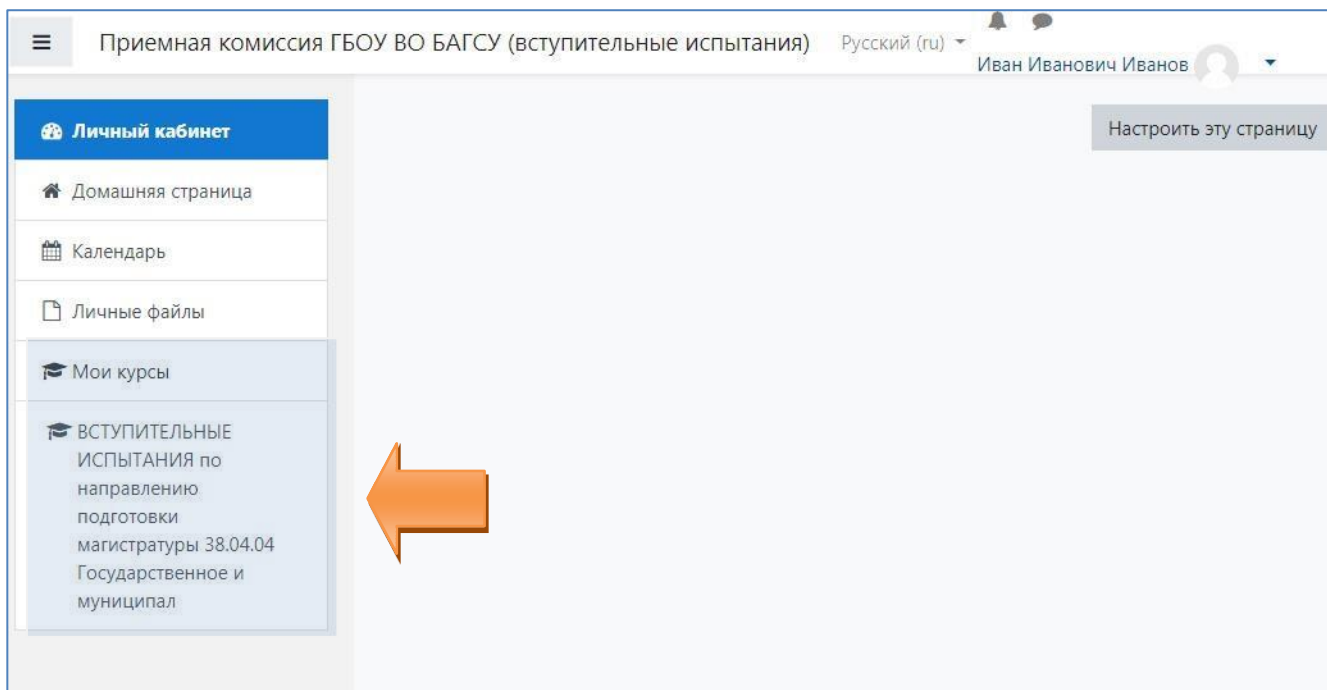 Приемная комиссия ГБОУ ВО БАГСУ (вступительные испытания)
Русский (ru)
Иван Иванович Иванов
Личный кабинет
Настроить эту страницу
Домашняя страница
Календарь
Личные файлы
Мои курсы
ВСТУПИТЕЛЬНЫЕ
ИСПЫТАНИЯ по
направлению
подготовки
магистратуры 38.04.04
Государственное и
муниципал